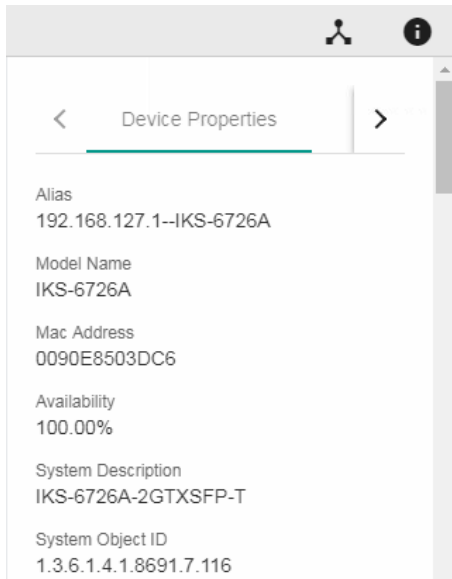 Device Properties
Alias
192.168.127.1--IKS-6726A
Model Name
IKS-6726A
Mac Address
0090E8503DC6
Availability
100.00%
System Description
IKS-6726A-2GTXSFP-T
System Object ID
1.3.6.1.4.1.8691.7.116